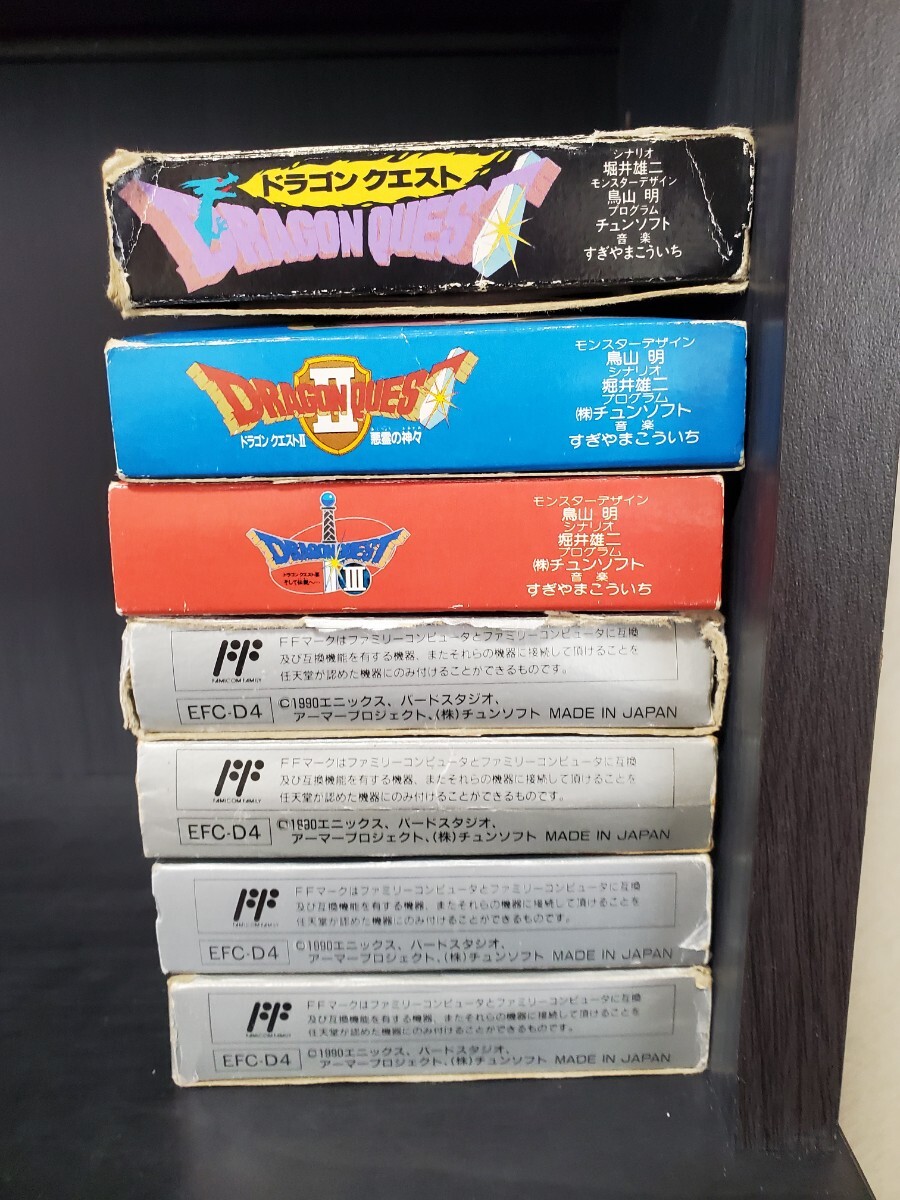 ドラゴン クエスト
DRAGON QUEST
シナリオ
堀井雄二
モンスターデザイン
鳥山 明
プログラム
チュンソフト
音 楽
すぎやまこういち
DRAGON QUEST
II
ドラゴン クエストII 悪霊の神々
モンスターデザイン
鳥山 明
シナリオ
堀井雄二
プログラム
(株)チュンソフト
音 楽
すぎやまこういち
DRAGON QUEST
III
ドラゴン クエストIII
そして伝説へ…
モンスターデザイン
鳥山 明
シナリオ
堀井雄二
プログラム
(株)チュンソフト
音 楽
すぎやまこういち
FF
FAMICOM FAMILY
FFマークはファミリーコンピュータとファミリーコンピュータに互換
及び互換機能を有する機器、またそれらの機器に接続して頂けることを
任天堂が認めた機器にのみ付けることができるものです。
EFC-D4
©1990エニックス、バードスタジオ、
アーマープロジェクト、(株)チュンソフト MADE IN JAPAN
FF
FAMICOM FAMILY
FFマークはファミリーコンピュータとファミリーコンピュータに互換
及び互換機能を有する機器、またそれらの機器に接続して頂けることを
任天堂が認めた機器にのみ付けることができるものです。
EFC-D4
©1990エニックス、バードスタジオ、
アーマープロジェクト、(株)チュンソフト MADE IN JAPAN
FF
FAMICOM FAMILY
FFマークはファミリーコンピュータとファミリーコンピュータに互換
及び互換機能を有する機器、またそれらの機器に接続して頂けることを
任天堂が認めた機器にのみ付けることができるものです。
EFC-D4
©1990エニックス、バードスタジオ、
アーマープロジェクト、(株)チュンソフト MADE IN JAPAN
FF
FAMICOM FAMILY
FFマークはファミリーコンピュータとファミリーコンピュータに互換
及び互換機能を有する機器、またそれらの機器に接続して頂けることを
任天堂が認めた機器にのみ付けることができるものです。
EFC-D4
©1990エニックス、バードスタジオ、
アーマープロジェクト、(株)チュンソフト MADE IN JAPAN